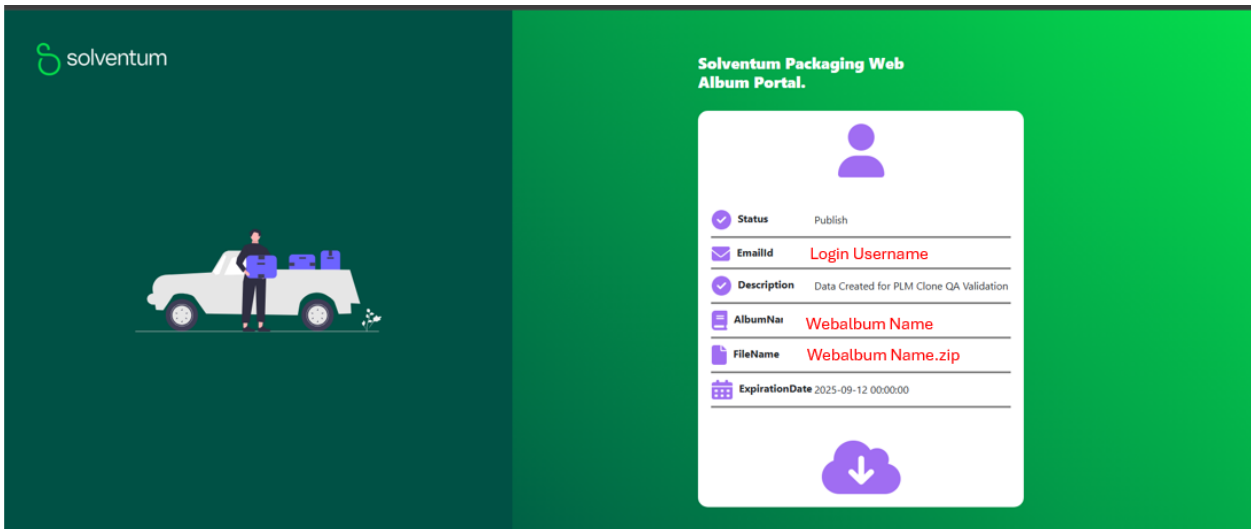 solventum
Solventum Packaging Web
Album Portal.
Status Publish
EmailId Login Username
Description Data Created for PLM Clone QA Validation
AlbumNar Webalbum Name
FileName Webalbum Name.zip
ExpirationDate 2025-09-12 00:00:00